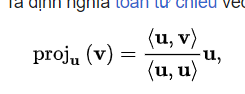 ta định nghĩa toán tử chiếu
proj_𝐮 (𝐯) = ⟨𝐮, 𝐯⟩ / ⟨𝐮, 𝐮⟩ 𝐮,